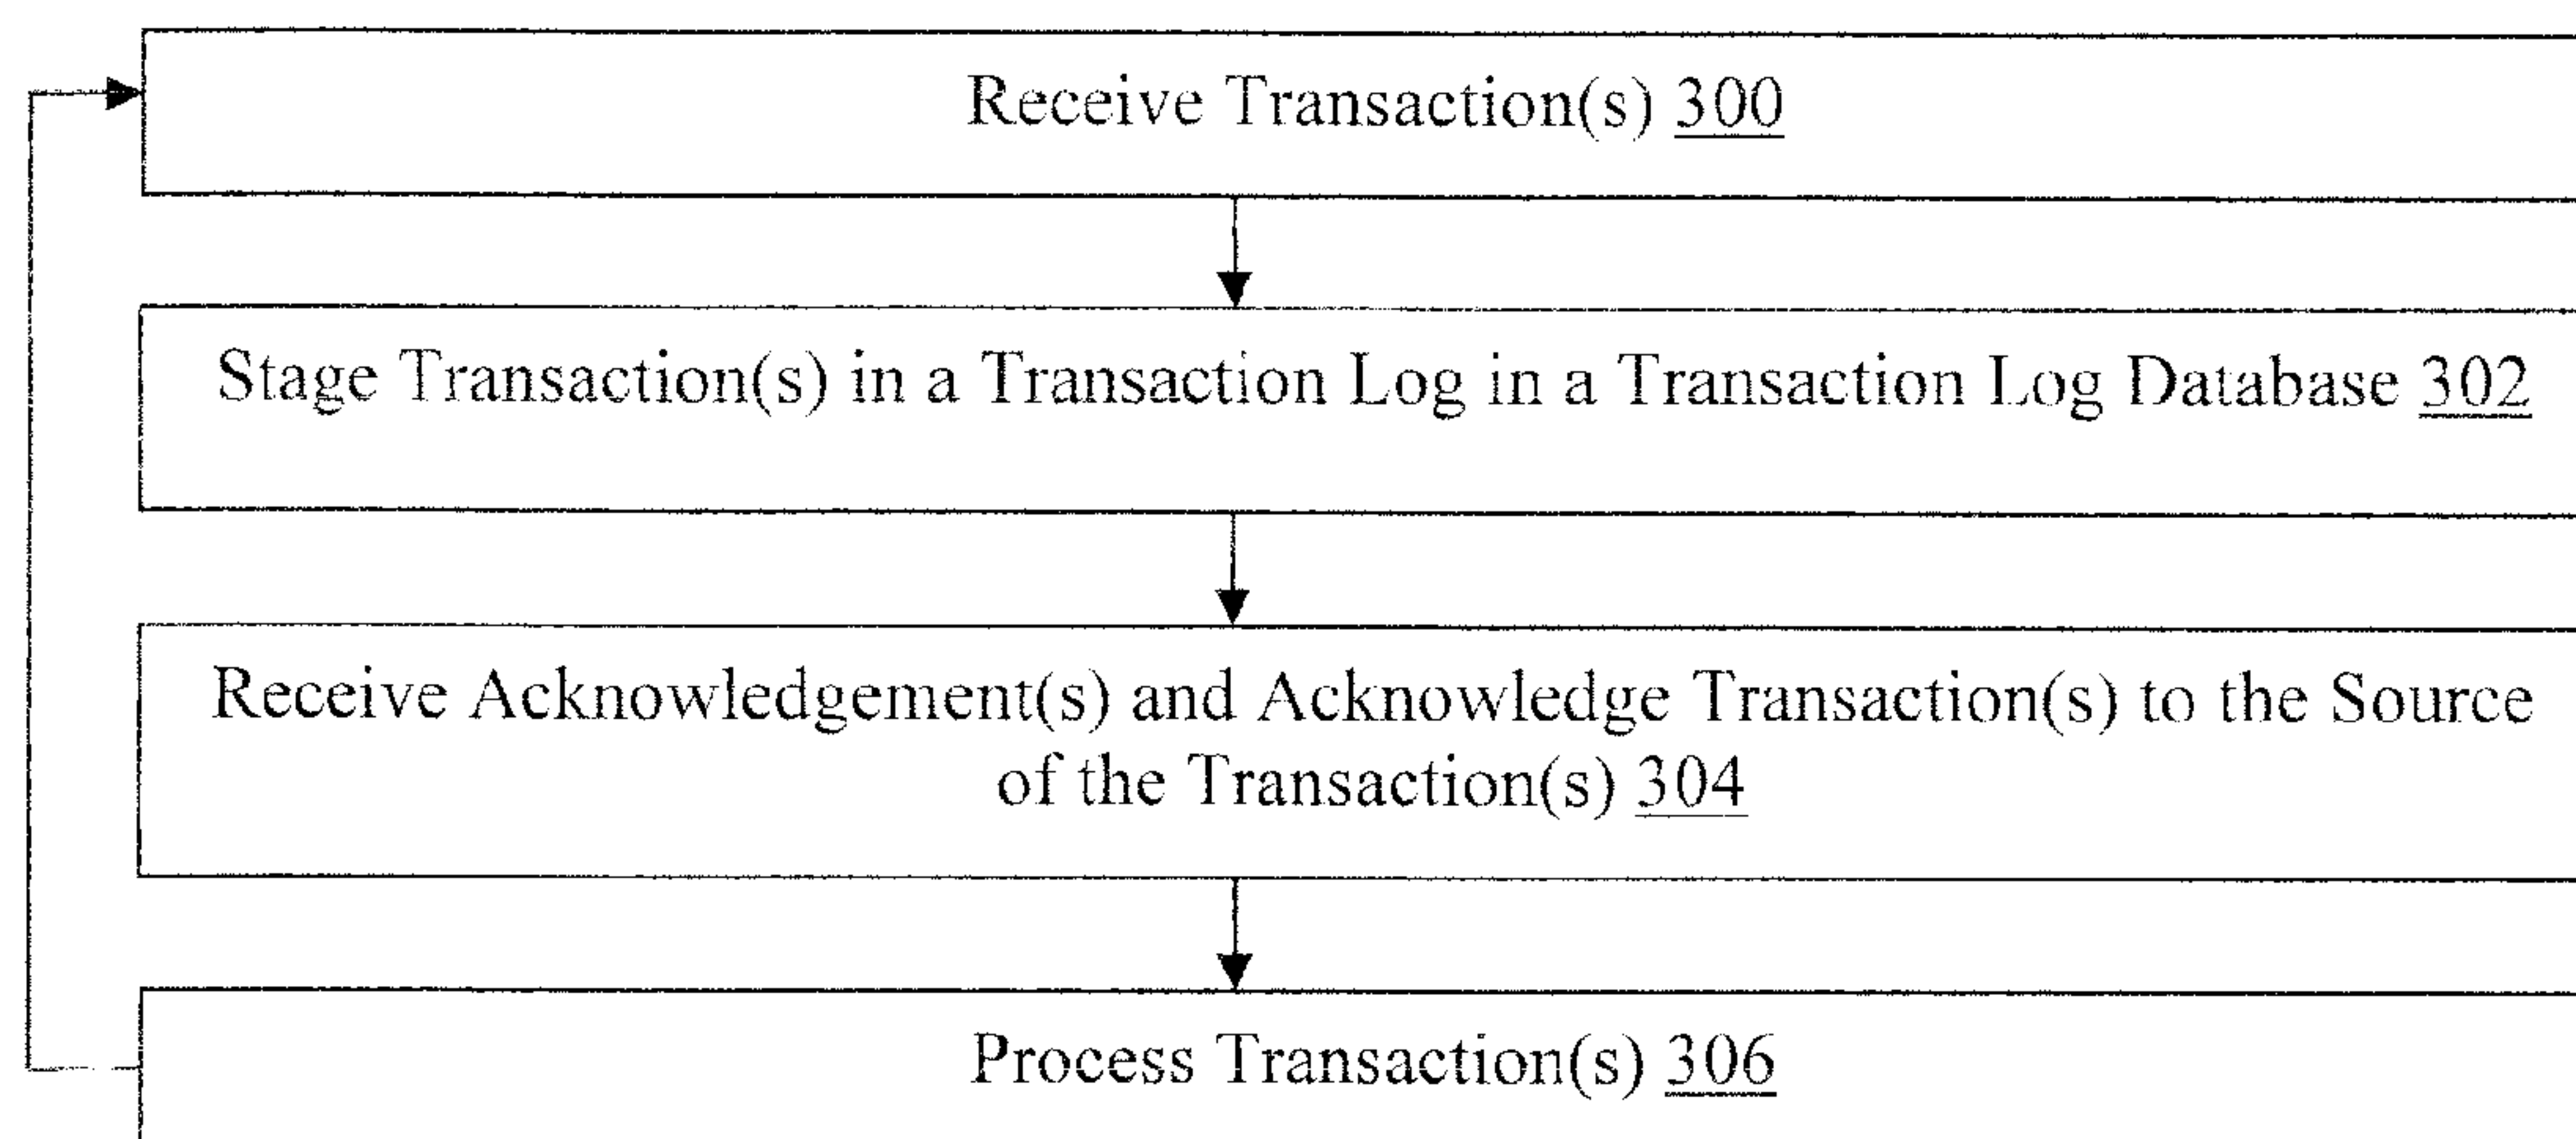 Receive Transaction(s) 300
Stage Transaction(s) in a Transaction Log in a Transaction Log Database 302
Receive Acknowledgement(s) and Acknowledge Transaction(s) to the Source
of the Transaction(s) 304
Process Transaction(s) 306